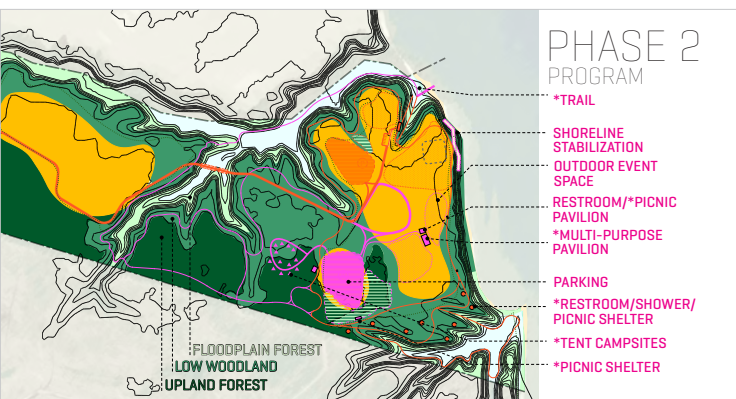 PHASE 2
PROGRAM
*TRAIL
SHORELINE
STABILIZATION
OUTDOOR EVENT
SPACE
RESTROOM/*PICNIC
PAVILION
*MULTI-PURPOSE
PAVILION
PARKING
*RESTROOM/SHOWER/
PICNIC SHELTER
*TENT CAMPSITES
*PICNIC SHELTER
FLOODPLAIN FOREST
LOW WOODLAND
UPLAND FOREST